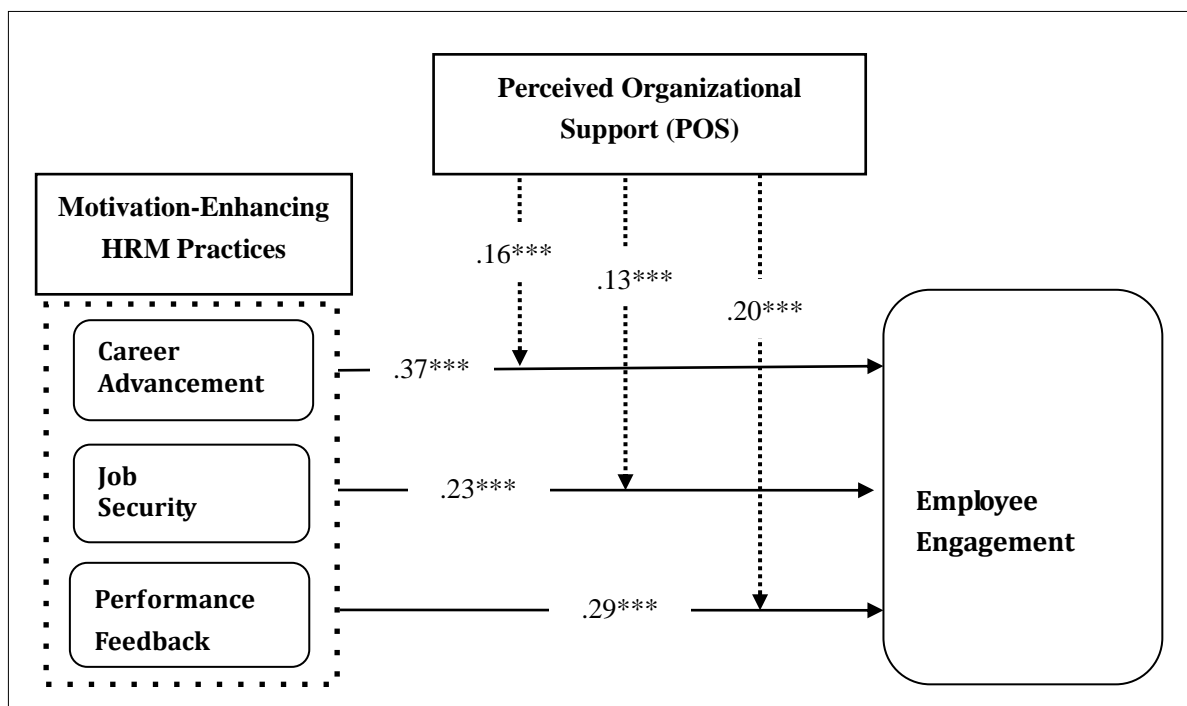 Perceived Organizational
Support (POS)
Motivation-Enhancing
HRM Practices
.16***
.13***
.20***
Career
Advancement
.37***
Job
Security
.23***
Employee
Engagement
Performance
Feedback
.29***